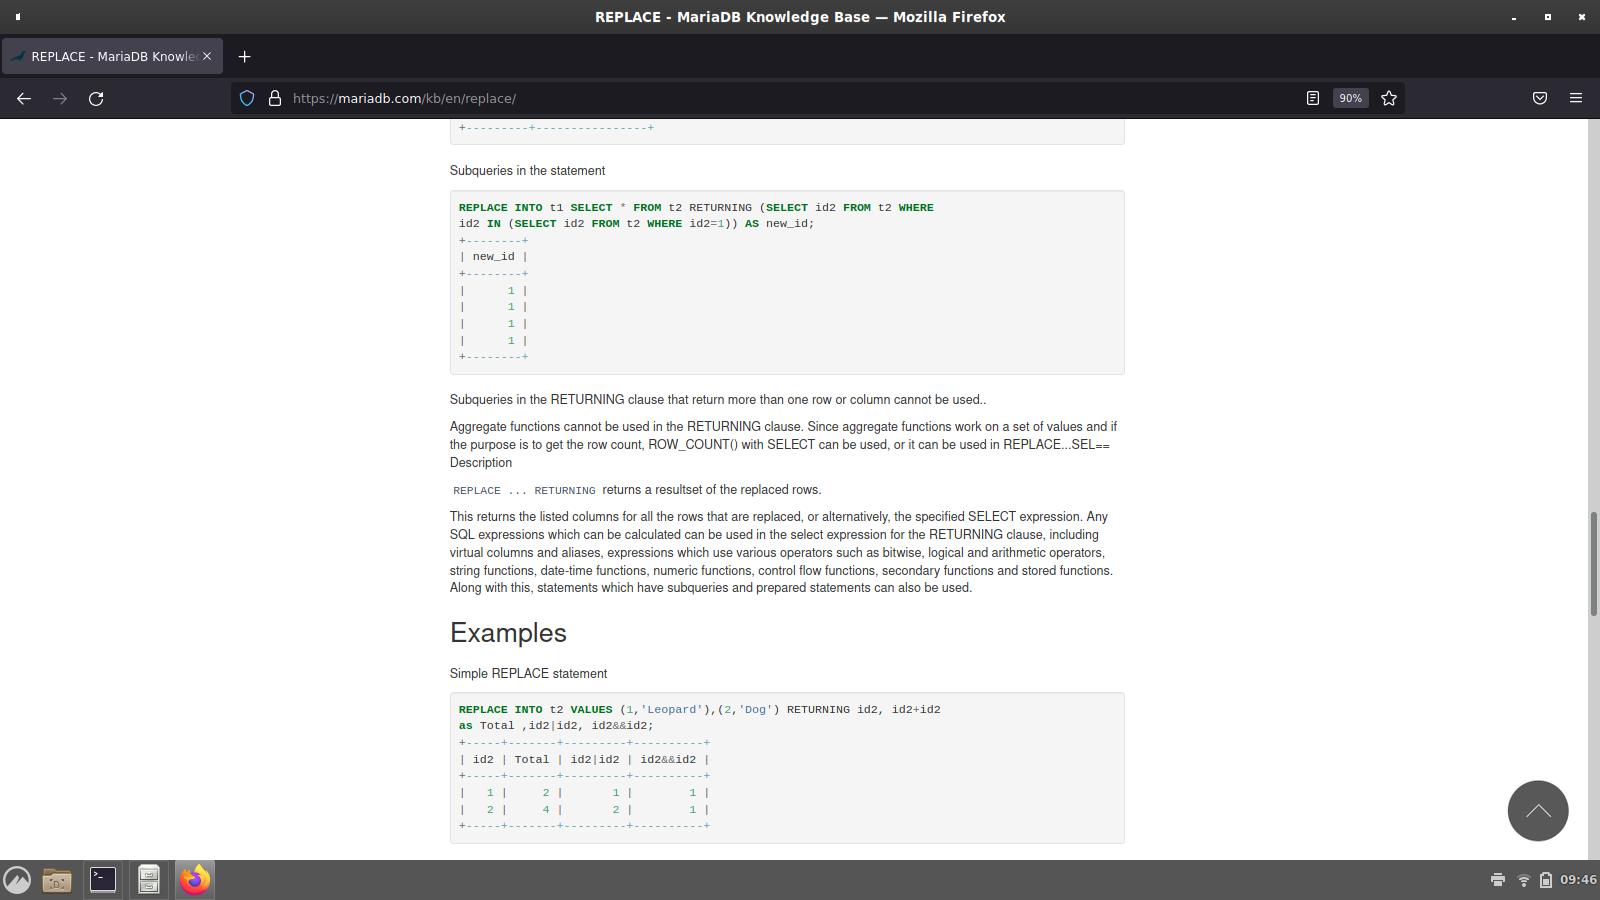 REPLACE - MariaDB Knowledge Base — Mozilla Firefox
REPLACE - MariaDB Knowle
https://mariadb.com/kb/en/replace/
90%
+---------+----------------+
Subqueries in the statement
REPLACE INTO t1 SELECT * FROM t2 RETURNING (SELECT id2 FROM t2 WHERE
id2 IN (SELECT id2 FROM t2 WHERE id2=1)) AS new_id;
+--------+
| new_id |
+--------+
|      1 |
|      1 |
|      1 |
|      1 |
+--------+
Subqueries in the RETURNING clause that return more than one row or column cannot be used..
Aggregate functions cannot be used in the RETURNING clause. Since aggregate functions work on a set of values and if
the purpose is to get the row count, ROW_COUNT() with SELECT can be used, or it can be used in REPLACE...SEL==
Description
REPLACE ... RETURNING returns a resultset of the replaced rows.
This returns the listed columns for all the rows that are replaced, or alternatively, the specified SELECT expression. Any
SQL expressions which can be calculated can be used in the select expression for the RETURNING clause, including
virtual columns and aliases, expressions which use various operators such as bitwise, logical and arithmetic operators,
string functions, date-time functions, numeric functions, control flow functions, secondary functions and stored functions.
Along with this, statements which have subqueries and prepared statements can also be used.
Examples
Simple REPLACE statement
REPLACE INTO t2 VALUES (1,'Leopard'),(2,'Dog') RETURNING id2, id2+id2
as Total ,id2|id2, id2&&id2;
+-----+-------+---------+----------+
| id2 | Total | id2|id2 | id2&&id2 |
+-----+-------+---------+----------+
|   1 |     2 |       1 |        1 |
|   2 |     4 |       2 |        1 |
+-----+-------+---------+----------+
09:46